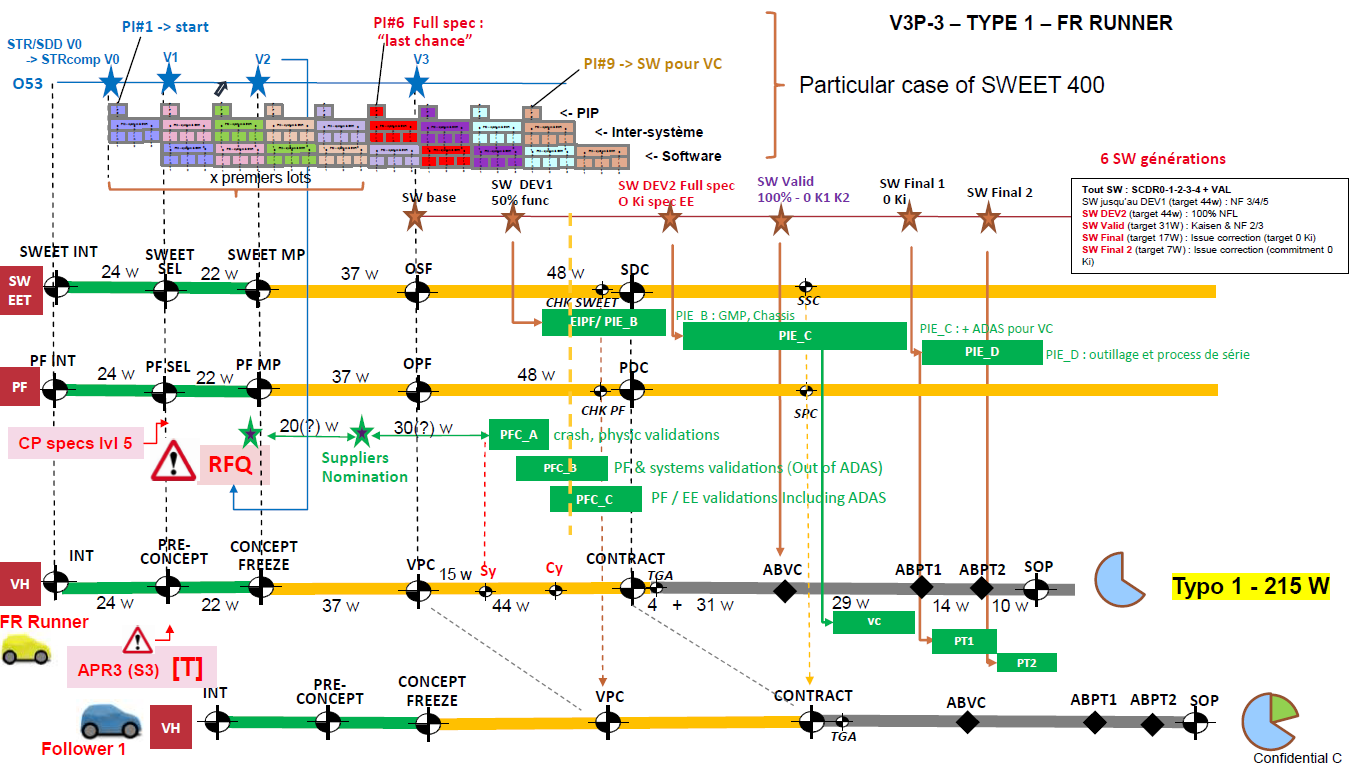 V3P-3 – TYPE 1 – FR RUNNER
PI#1 -> start
PI#6 Full spec :
“last chance”
STR/SDD V0
-> STRcomp V0
V1
V2
V3
PI#9 -> SW pour VC
O53
Particular case of SWEET 400
<- PIP
<- Inter-système
<- Software
x premiers lots
6 SW générations
SW base
SW DEV1
50% func
SW DEV2 Full spec
O Ki spec EE
SW Valid
100% - 0 K1 K2
SW Final 1
0 Ki
SW Final 2
Tout SW : SCDR0-1-2-3-4 + VAL
SW jusqu'au DEV1 (target 44w) : NF 3/4/5
SW DEV2 (target 44w) : 100% NFL
SW Valid (target 31W) : Kaisen & NF 2/3
SW Final (target 17W) : Issue correction (target 0 Ki)
SW Final 2 (target 7W) : Issue correction (commitment 0
Ki)
SW
EET
SWEET INT
SWEET
SEL
SWEET MP
OSF
SDC
24 w
22 w
37 w
48 w
CHK SWEET
SSC
EIPF/ PIE_B
PIE_B : GMP, Chassis
PIE_C
PIE_C : + ADAS pour VC
PIE_D
PIE_D : outillage et process de série
PF
PF INT
PF SEL
PF MP
OPF
PDC
24 w
22 w
37 w
48 w
CHK PF
SPC
CP specs lvl 5
RFQ
20(?) w
30(?) w
Suppliers
Nomination
PFC_A
crash, physic validations
PFC_B
PF & systems validations (Out of ADAS)
PFC_C
PF / EE validations Including ADAS
VH
INT
PRE-
CONCEPT
CONCEPT
FREEZE
VPC
15 w
Sy
Cy
CONTRACT
TGA
ABVC
ABPT1
ABPT2
SOP
24 w
22 w
37 w
44 w
4 + 31 w
29 w
14 w
10 w
Typo 1 - 215 W
VC
PT1
PT2
FR Runner
APR3 (S3) [T]
VH
INT
PRE-
CONCEPT
CONCEPT
FREEZE
VPC
CONTRACT
TGA
ABVC
ABPT1
ABPT2
SOP
Follower 1
Confidential C